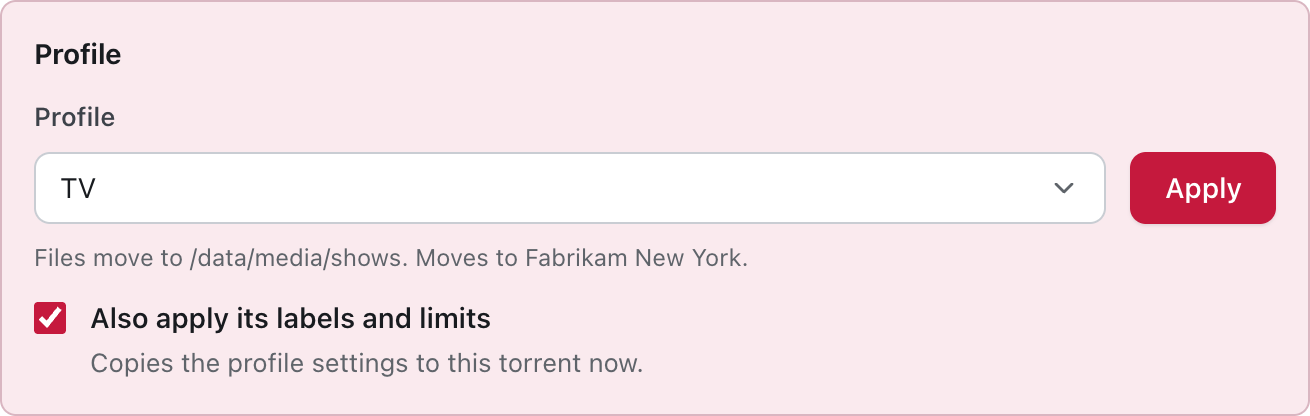 Profile
Profile
TV
Apply
Files move to /data/media/shows. Moves to Fabrikam New York.
Also apply its labels and limits
Copies the profile settings to this torrent now.